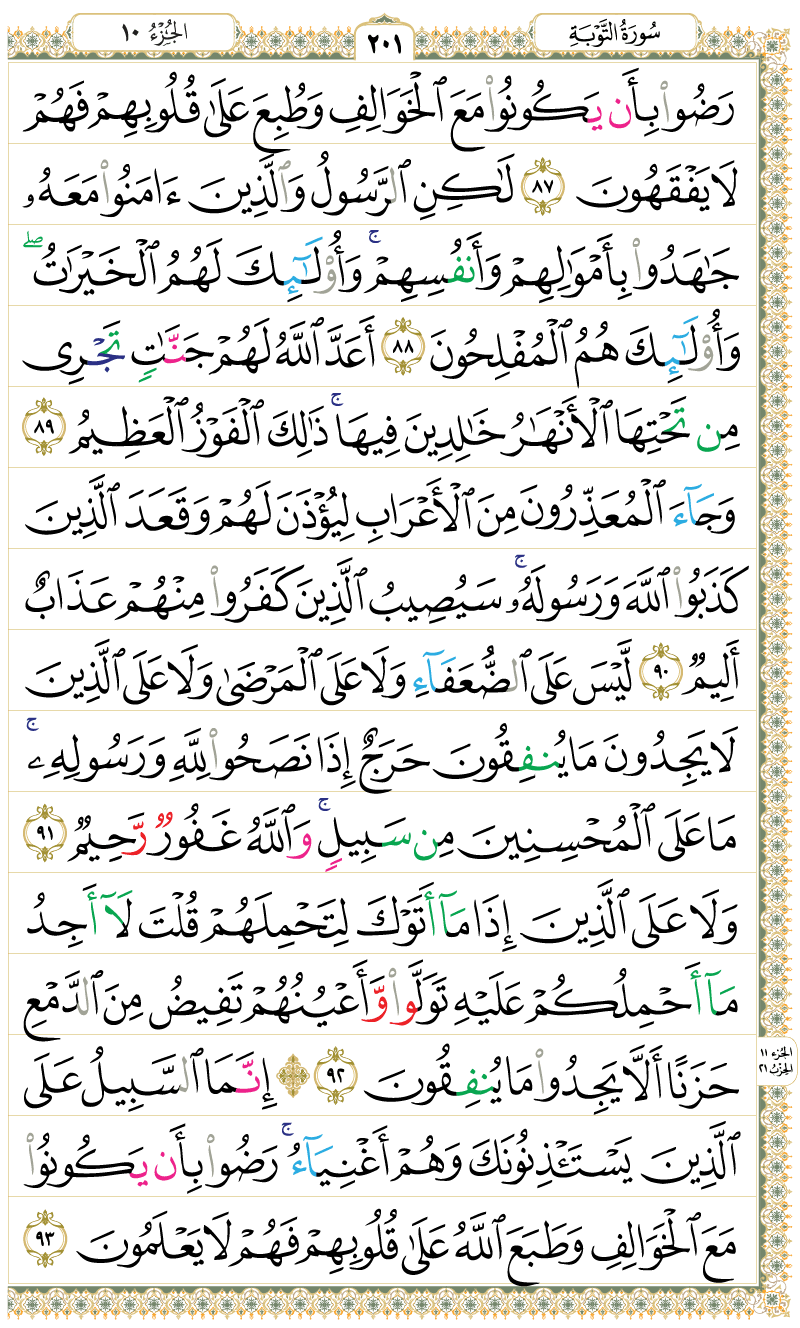 سُورَةُ التَّوْبَةِ
٢٠١
الجُزْءُ ١٠
رَضُوا۟ بِأَن يَكُونُوا۟ مَعَ ٱلْخَوَالِفِ وَطُبِعَ عَلَىٰ قُلُوبِهِمْ فَهُمْ
لَا يَفْقَهُونَ ٨٧ لَٰكِنِ ٱلرَّسُولُ وَٱلَّذِينَ ءَامَنُوا۟ مَعَهُۥ
جَٰهَدُوا۟ بِأَمْوَٰلِهِمْ وَأَنفُسِهِمْ ۚ وَأُو۟لَٰٓئِكَ لَهُمُ ٱلْخَيْرَٰتُ ۖ
وَأُو۟لَٰٓئِكَ هُمُ ٱلْمُفْلِحُونَ ٨٨ أَعَدَّ ٱللَّهُ لَهُمْ جَنَّٰتٍ تَجْرِى
مِن تَحْتِهَا ٱلْأَنْهَٰرُ خَٰلِدِينَ فِيهَا ۚ ذَٰلِكَ ٱلْفَوْزُ ٱلْعَظِيمُ ٨٩
وَجَآءَ ٱلْمُعَذِّرُونَ مِنَ ٱلْأَعْرَابِ لِيُؤْذَنَ لَهُمْ وَقَعَدَ ٱلَّذِينَ
كَذَبُوا۟ ٱللَّهَ وَرَسُولَهُۥ ۚ سَيُصِيبُ ٱلَّذِينَ كَفَرُوا۟ مِنْهُمْ عَذَابٌ
أَلِيمٌ ٩٠ لَّيْسَ عَلَى ٱلضُّعَفَآءِ وَلَا عَلَى ٱلْمَرْضَىٰ وَلَا عَلَى ٱلَّذِينَ
لَا يَجِدُونَ مَا يُنفِقُونَ حَرَجٌ إِذَا نَصَحُوا۟ لِلَّهِ وَرَسُولِهِۦ ۚ
مَا عَلَى ٱلْمُحْسِنِينَ مِن سَبِيلٍ ۚ وَٱللَّهُ غَفُورٌ رَّحِيمٌ ٩١
وَلَا عَلَى ٱلَّذِينَ إِذَا مَآ أَتَوْكَ لِتَحْمِلَهُمْ قُلْتَ لَآ أَجِدُ
مَآ أَحْمِلُكُمْ عَلَيْهِ تَوَلَّوا۟ وَّأَعْيُنُهُمْ تَفِيضُ مِنَ ٱلدَّمْعِ
حَزَنًا أَلَّا يَجِدُوا۟ مَا يُنفِقُونَ ٩٢ ۞ إِنَّمَا ٱلسَّبِيلُ عَلَى
ٱلَّذِينَ يَسْتَـْٔذِنُونَكَ وَهُمْ أَغْنِيَآءُ ۚ رَضُوا۟ بِأَن يَكُونُوا۟
مَعَ ٱلْخَوَالِفِ وَطَبَعَ ٱللَّهُ عَلَىٰ قُلُوبِهِمْ فَهُمْ لَا يَعْلَمُونَ ٩٣
الجُزء ١١
الحِزْبُ ٢١